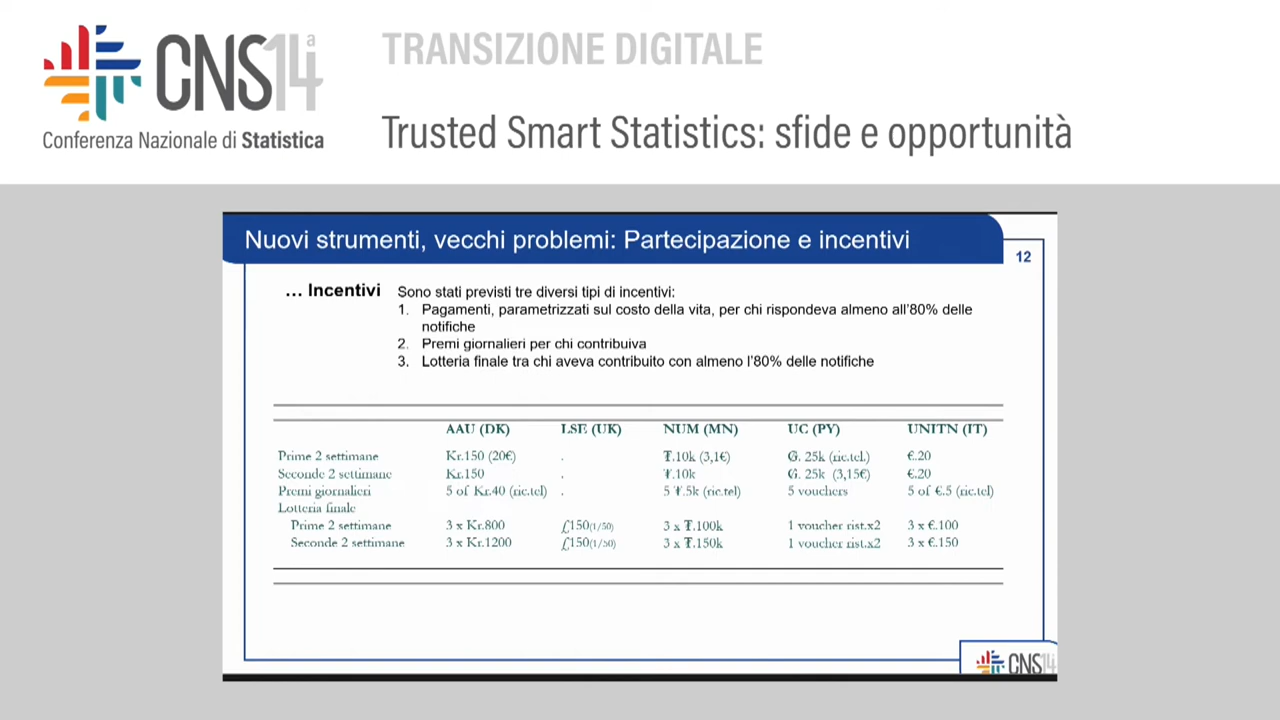 CNS14ª
Conferenza Nazionale di Statistica
TRANSIZIONE DIGITALE
Trusted Smart Statistics: sfide e opportunità
Nuovi strumenti, vecchi problemi: Partecipazione e incentivi
12
… Incentivi
Sono stati previsti tre diversi tipi di incentivi:
1. Pagamenti, parametrizzati sul costo della vita, per chi rispondeva almeno all'80% delle
notifiche
2. Premi giornalieri per chi contribuiva
3. Lotteria finale tra chi aveva contribuito con almeno l'80% delle notifiche
AAU (DK) LSE (UK) NUM (MN) UC (PY) UNITN (IT)
Prime 2 settimane Kr.150 (20€) . ₮.10k (3,1€) ₲. 25k (ric.tel.) €.20
Seconde 2 settimane Kr.150 . ₮.10k ₲. 25k (3,15€) €.20
Premi giornalieri 5 of Kr.40 (ric.tel) . 5 ₮.5k (ric.tel) 5 vouchers 5 of €.5 (ric.tel)
Lotteria finale
Prime 2 settimane 3 x Kr.800 £150(1/50) 3 x ₮.100k 1 voucher rist.x2 3 x €.100
Seconde 2 settimane 3 x Kr.1200 £150(1/50) 3 x ₮.150k 1 voucher rist.x2 3 x €.150
CNS14